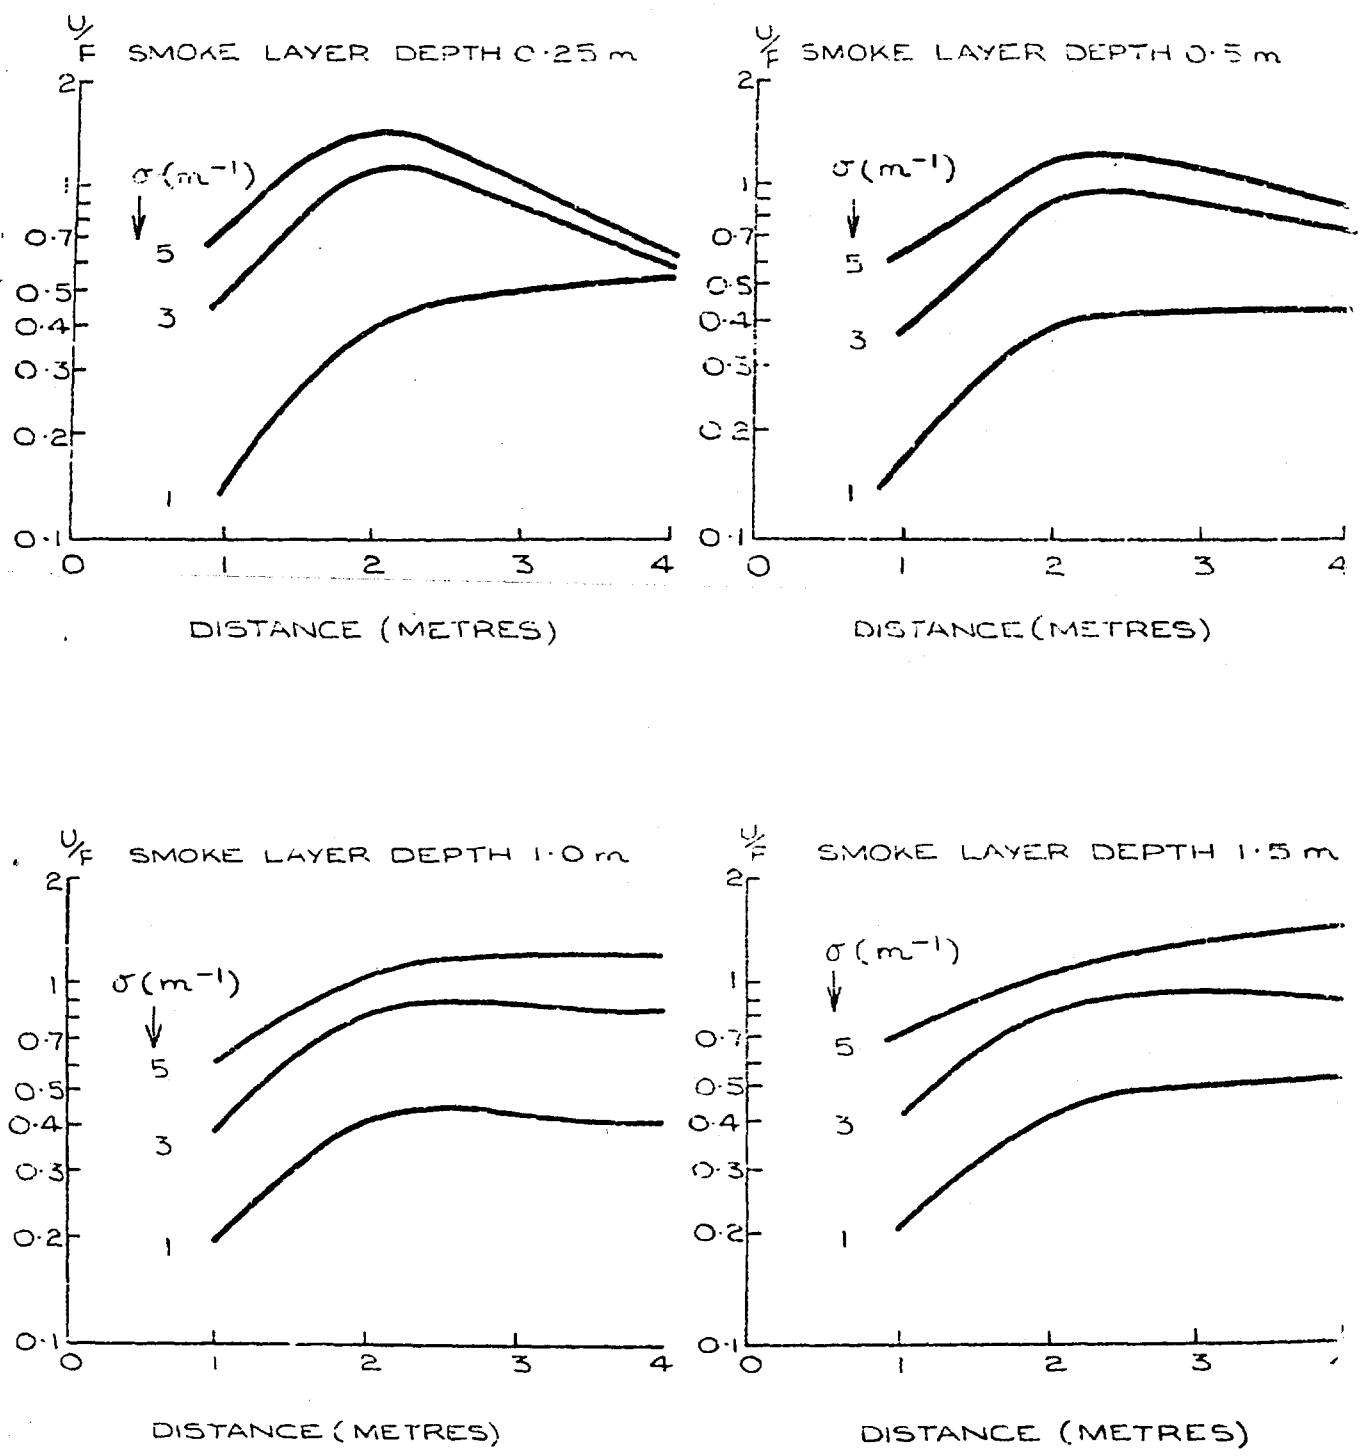 U/F SMOKE LAYER DEPTH 0·25 m
2
1
0·7
0·5
0·4
0·3
0·2
0·1
σ (m⁻¹)
5
3
1
0 1 2 3 4
DISTANCE (METRES)
U/F SMOKE LAYER DEPTH 0·5 m
2
1
0·7
0·5
0·4
0·3
0·2
0·1
σ (m⁻¹)
5
3
1
0 1 2 3 4
DISTANCE (METRES)
U/F SMOKE LAYER DEPTH 1·0 m
2
1
0·7
0·5
0·4
0·3
0·2
0·1
σ (m⁻¹)
5
3
1
0 1 2 3 4
DISTANCE (METRES)
U/F SMOKE LAYER DEPTH 1·5 m
2
1
0·7
0·5
0·4
0·3
0·2
0·1
σ (m⁻¹)
5
3
1
0 1 2 3
DISTANCE (METRES)